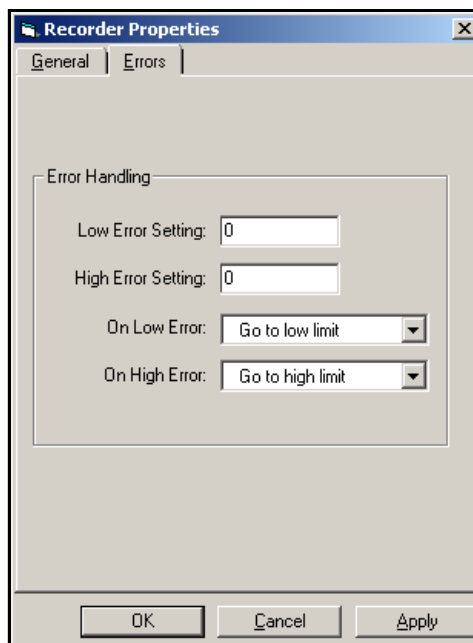 Recorder Properties
General Errors
Error Handling
Low Error Setting: 0
High Error Setting: 0
On Low Error: Go to low limit
On High Error: Go to high limit
OK Cancel Apply